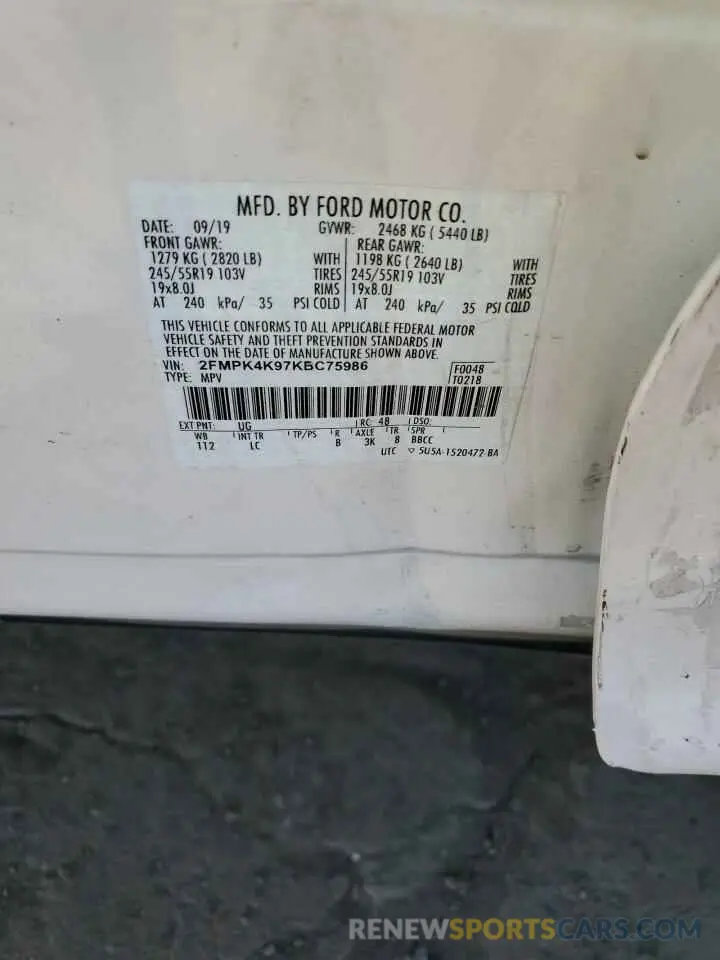 MFD. BY FORD MOTOR CO.
DATE: 09/19 GVWR: 2468 KG ( 5440 LB)
FRONT GAWR: REAR GAWR:
1279 KG ( 2820 LB) WITH 1198 KG ( 2640 LB) WITH
245/55R19 103V TIRES 245/55R19 103V TIRES
19x8.0J RIMS 19x8.0J RIMS
AT 240 kPa/ 35 PSI COLD AT 240 kPa/ 35 PSI COLD
THIS VEHICLE CONFORMS TO ALL APPLICABLE FEDERAL MOTOR
VEHICLE SAFETY AND THEFT PREVENTION STANDARDS IN
EFFECT ON THE DATE OF MANUFACTURE SHOWN ABOVE.
VIN: 2FMPK4K97KBC75986 F0048
TYPE: MPV T0218
EXT PNT: UG RC: 48 DSO:
WB INT TR TP/PS R AXLE TR SPR
112 LC B 3K 8 BBCC
UTC ▽ 5U5A-1520472-BA
RENEWSPORTSCARS.COM